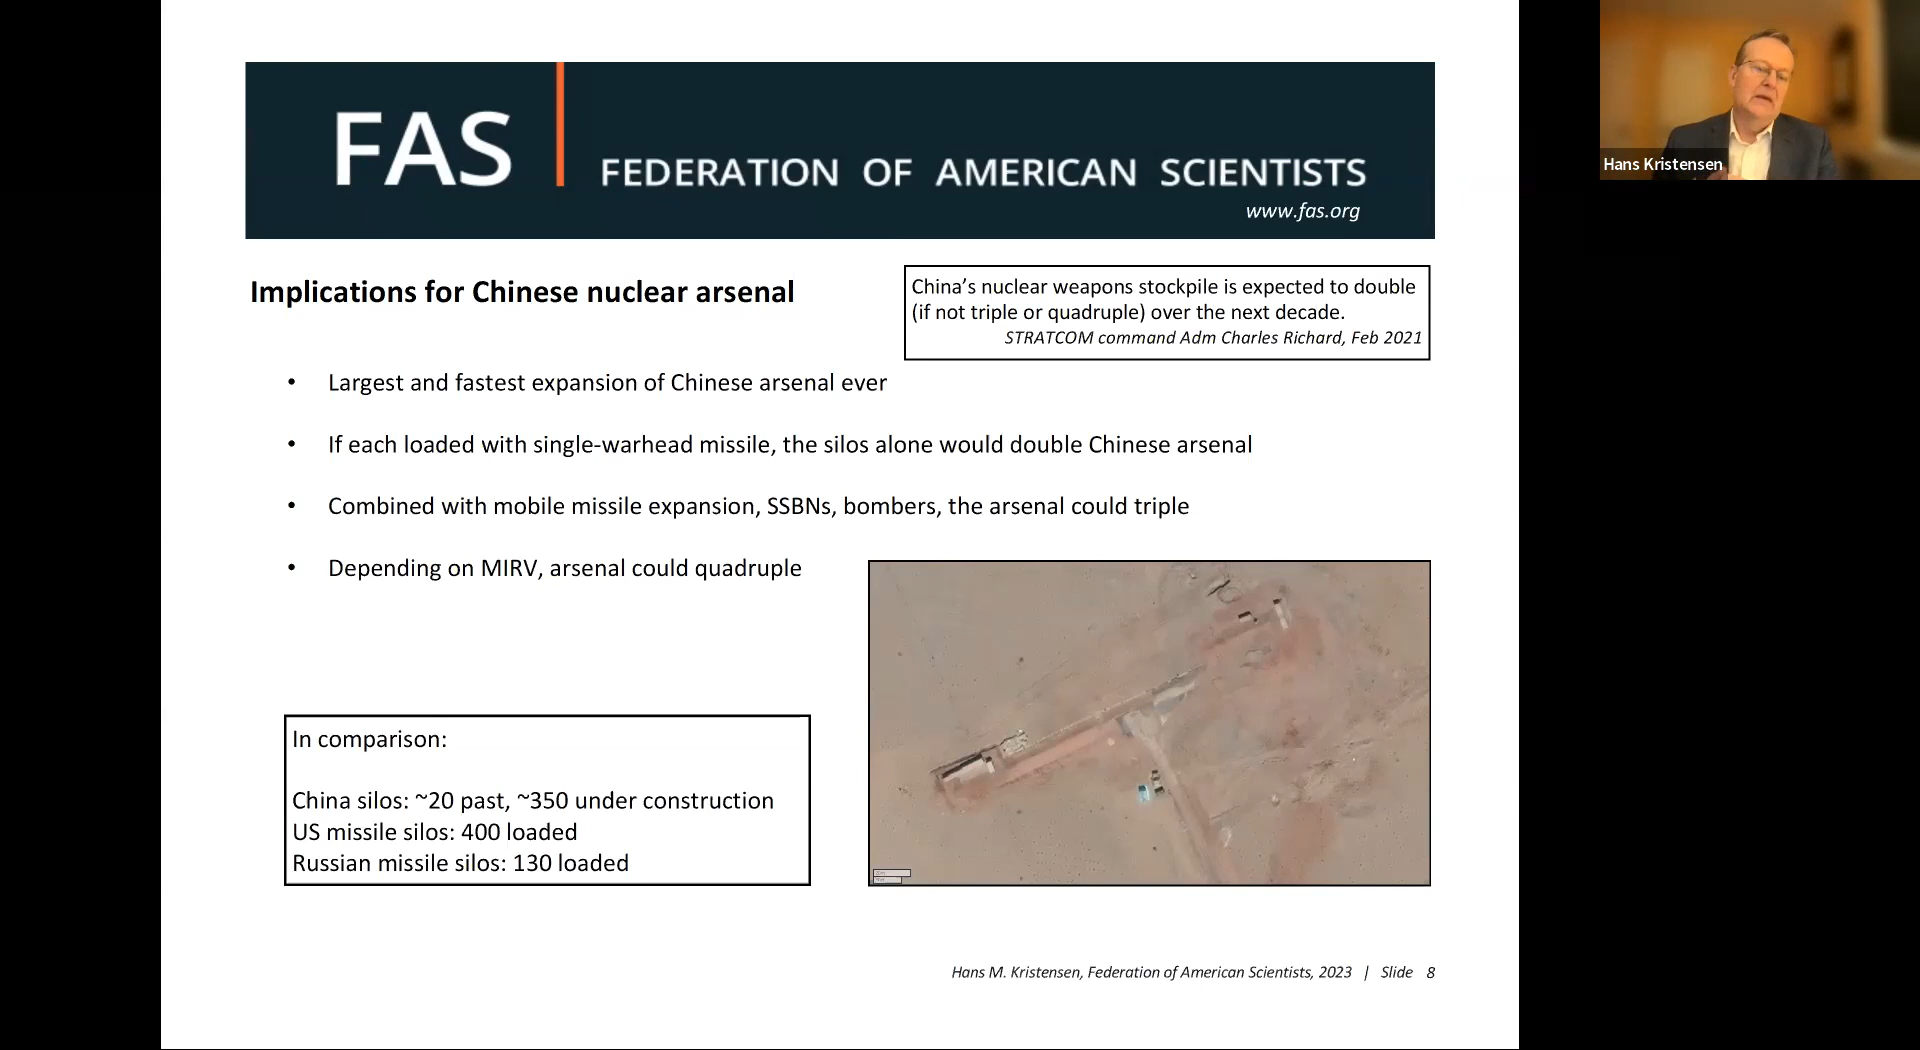 FAS
FEDERATION OF AMERICAN SCIENTISTS
www.fas.org
Hans Kristensen
Implications for Chinese nuclear arsenal
China’s nuclear weapons stockpile is expected to double
(if not triple or quadruple) over the next decade.
STRATCOM command Adm Charles Richard, Feb 2021
• Largest and fastest expansion of Chinese arsenal ever
• If each loaded with single-warhead missile, the silos alone would double Chinese arsenal
• Combined with mobile missile expansion, SSBNs, bombers, the arsenal could triple
• Depending on MIRV, arsenal could quadruple
In comparison:
China silos: ~20 past, ~350 under construction
US missile silos: 400 loaded
Russian missile silos: 130 loaded
Hans M. Kristensen, Federation of American Scientists, 2023 | Slide 8